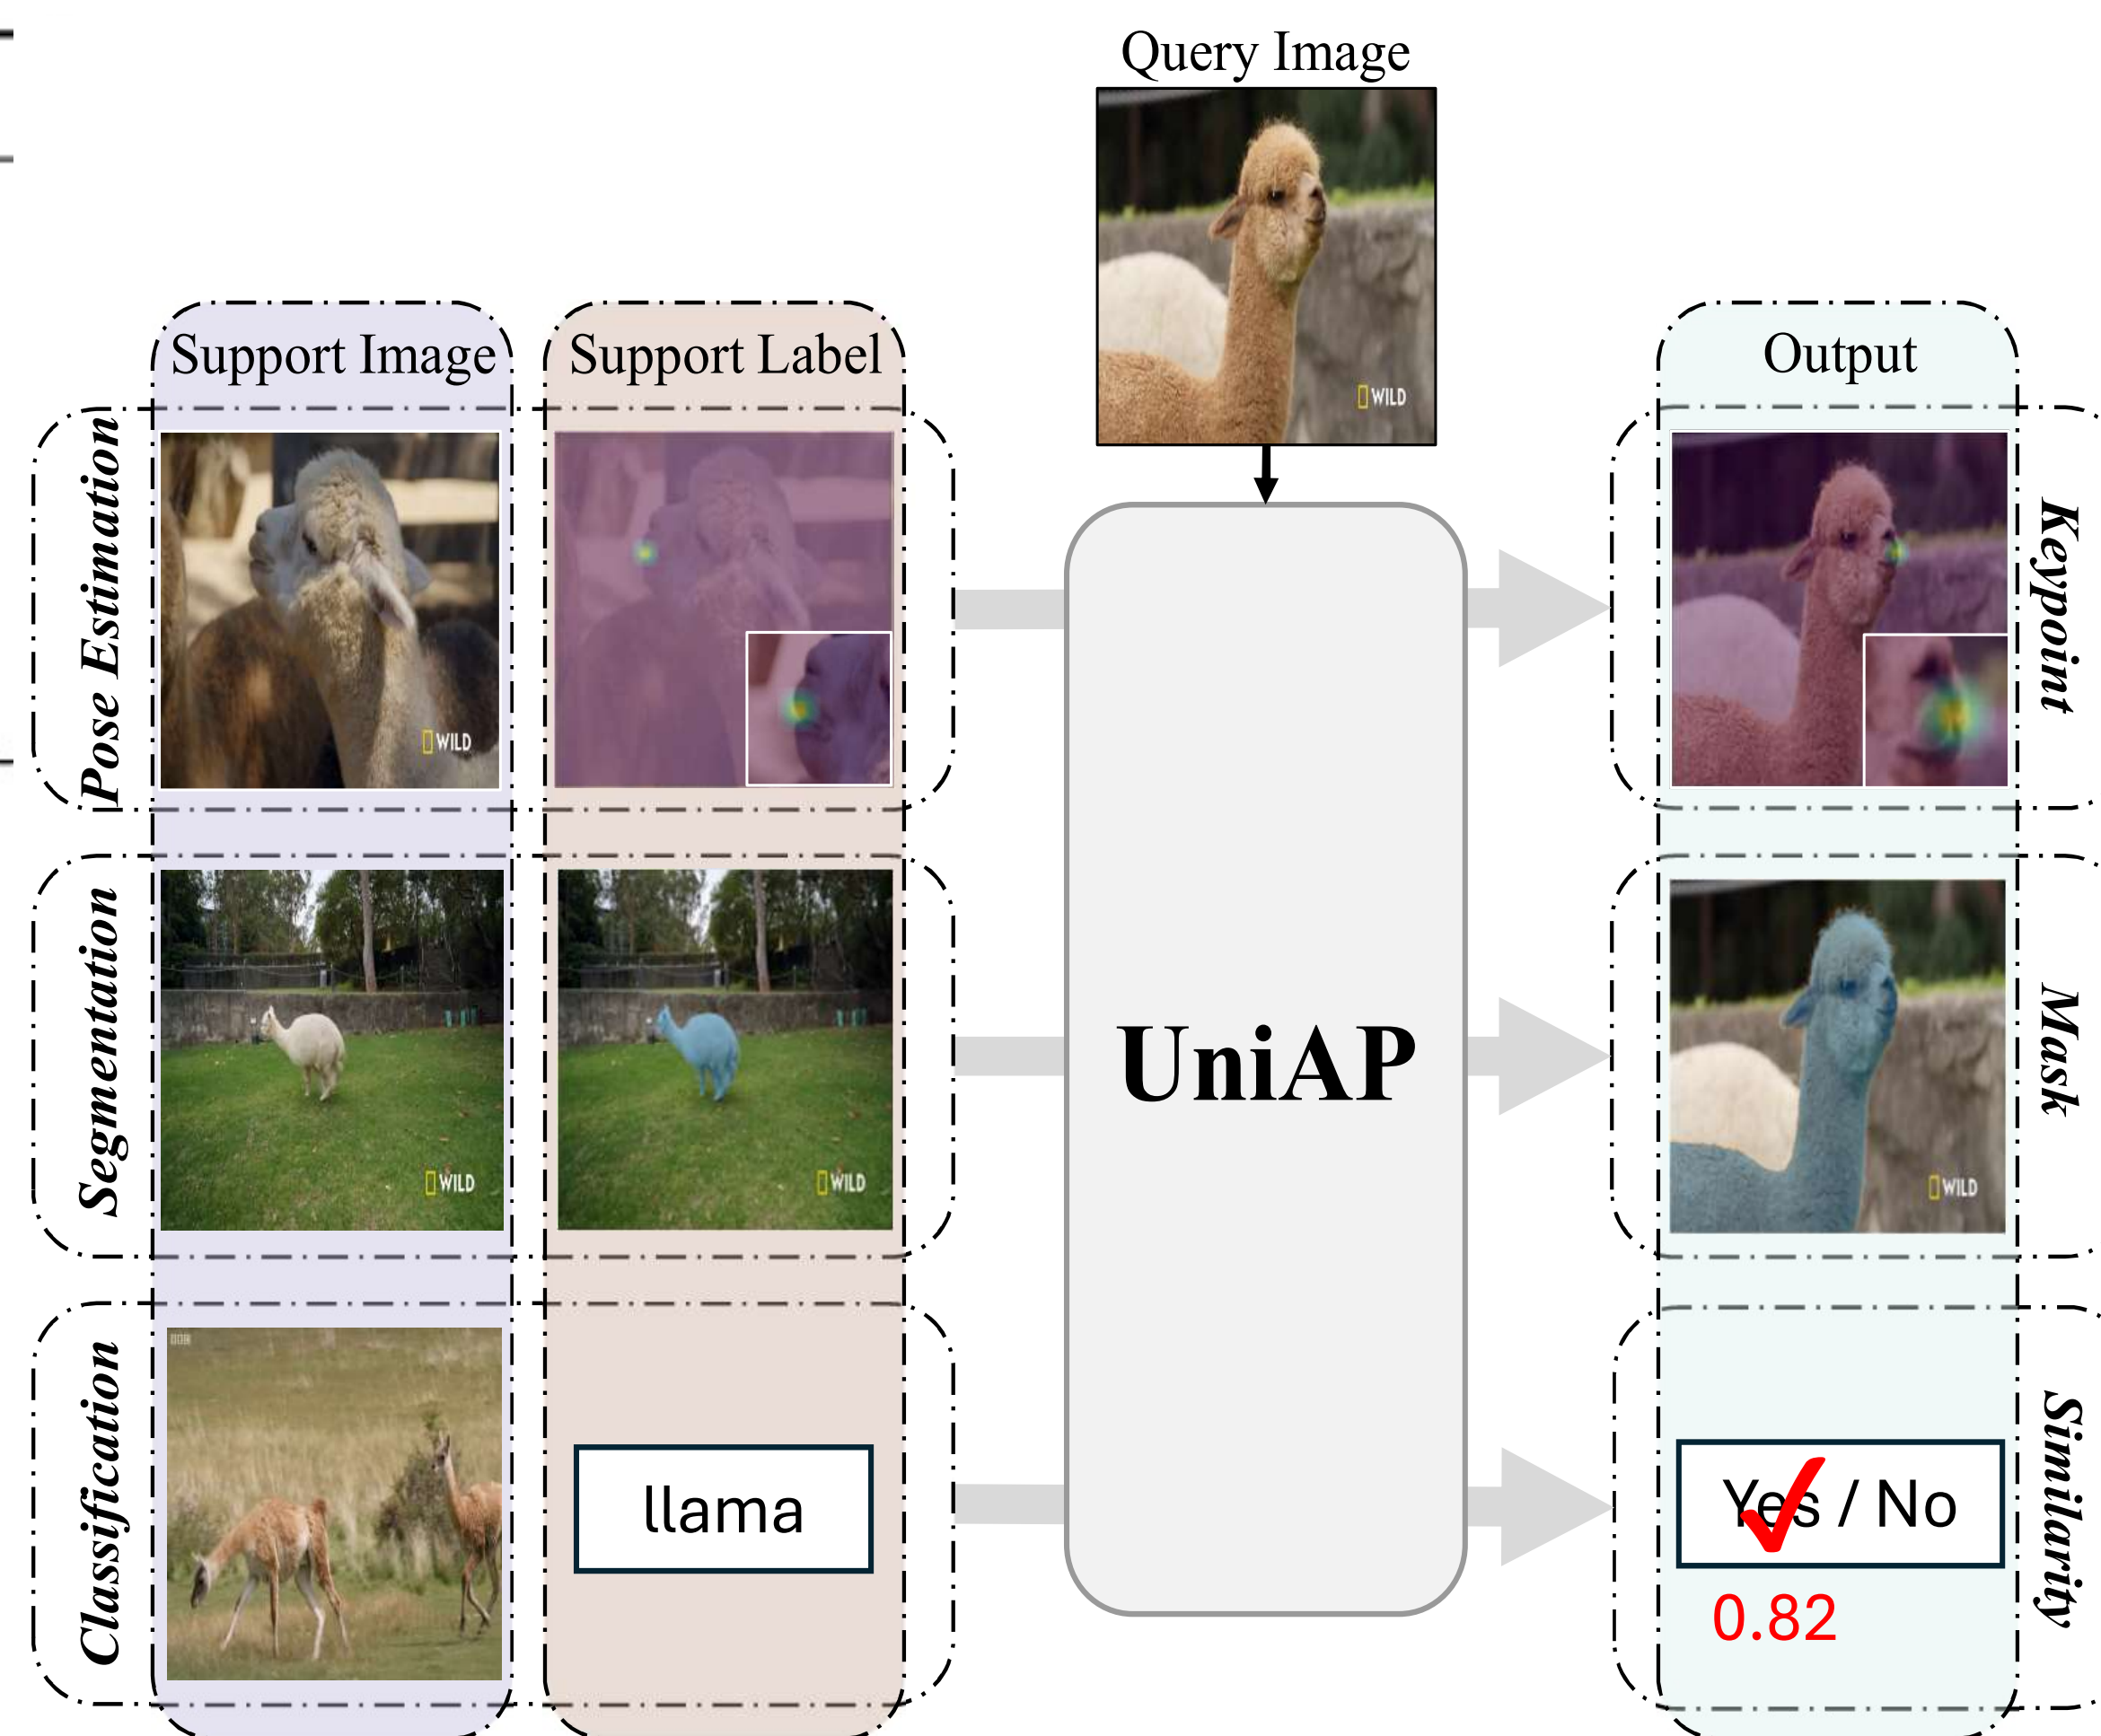 Query Image
WILD
Support Image
Support Label
Output
Pose Estimation
WILD
Keypoint
Segmentation
WILD
WILD
UniAP
Mask
WILD
Classification
BBC
llama
Yes / No
0.82
Similarity